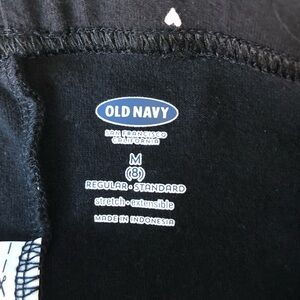 OLD NAVY
SAN FRANCISCO
CALIFORNIA
M
(8)
REGULAR • STANDARD
stretch • extensible
MADE IN INDONESIA